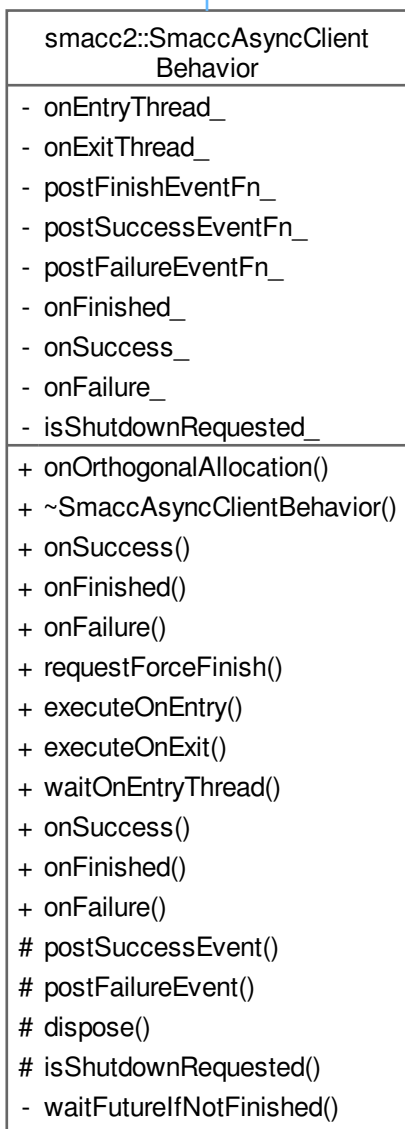 smacc2::SmaccAsyncClient
Behavior
- onEntryThread_
- onExitThread_
- postFinishEventFn_
- postSuccessEventFn_
- postFailureEventFn_
- onFinished_
- onSuccess_
- onFailure_
- isShutdownRequested_
+ onOrthogonalAllocation()
+ ~SmaccAsyncClientBehavior()
+ onSuccess()
+ onFinished()
+ onFailure()
+ requestForceFinish()
+ executeOnEntry()
+ executeOnExit()
+ waitOnEntryThread()
+ onSuccess()
+ onFinished()
+ onFailure()
# postSuccessEvent()
# postFailureEvent()
# dispose()
# isShutdownRequested()
- waitFutureIfNotFinished()